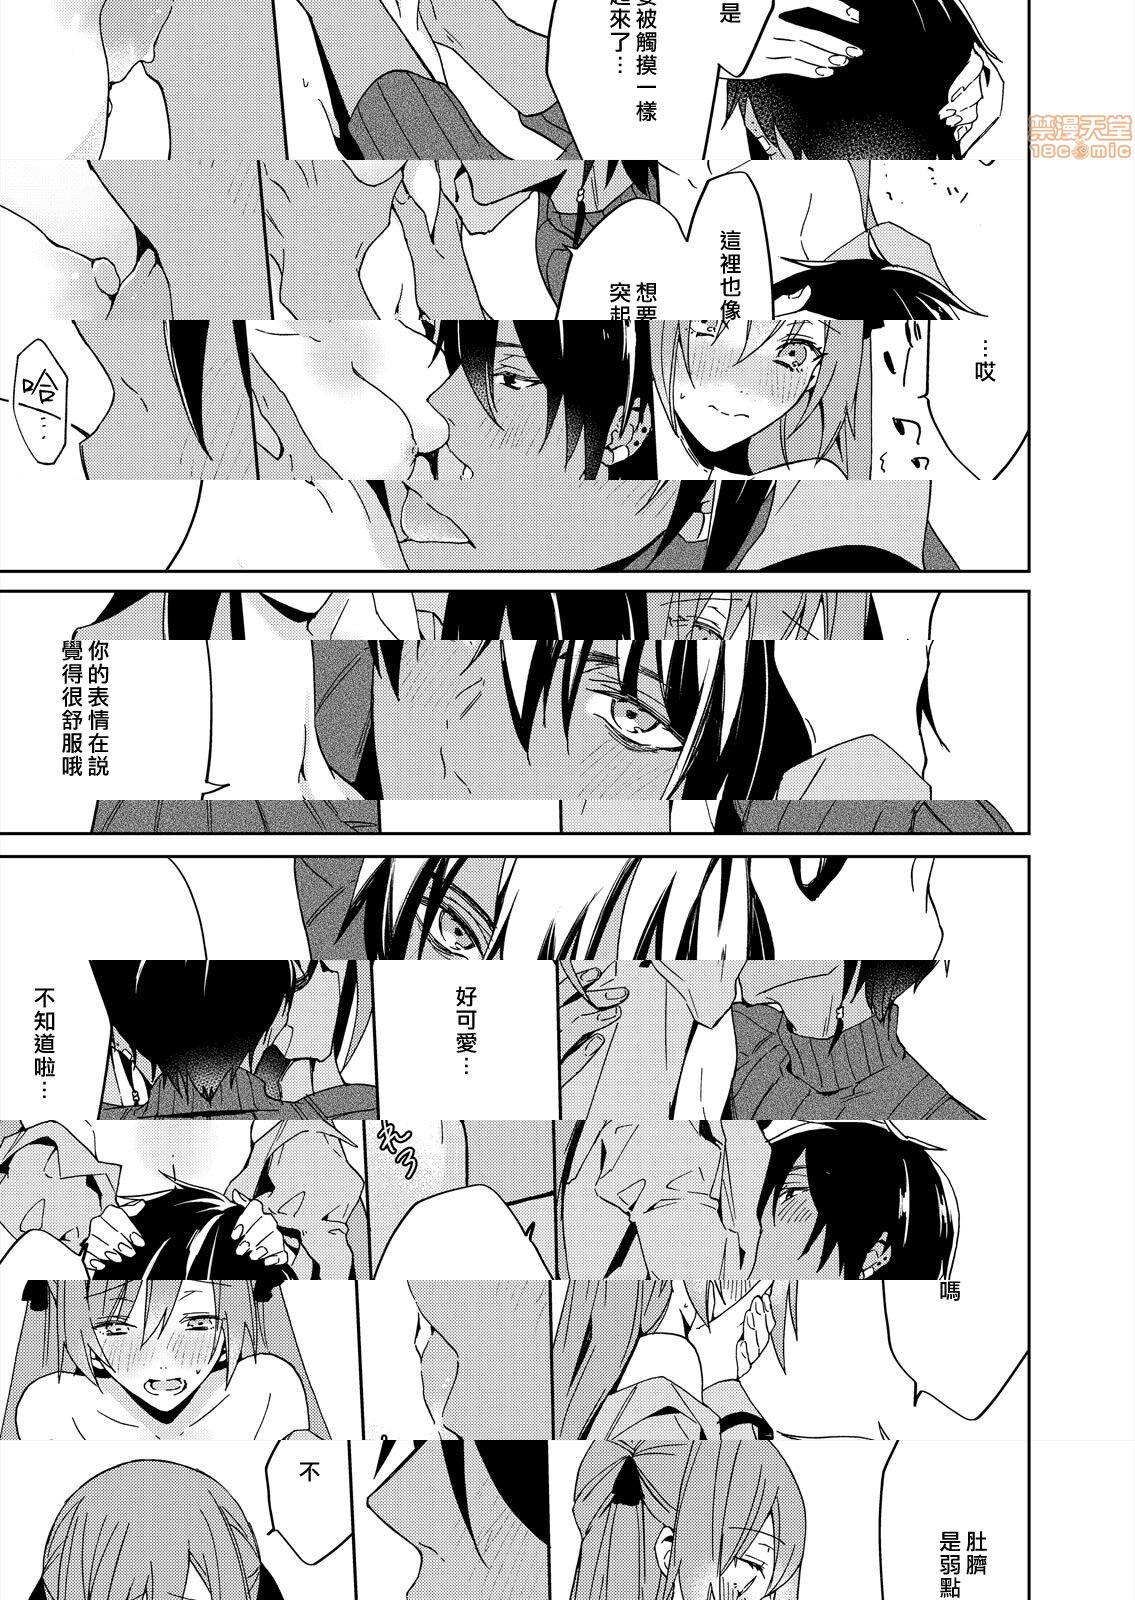 禁漫天堂
18comic
是
要被觸摸一樣
起來了…
這裡也像
想要
突起
…哎
哈…
你的表情在說
覺得很舒服哦
好可愛…
不知道啦…
嗎
不
肚臍
是弱點